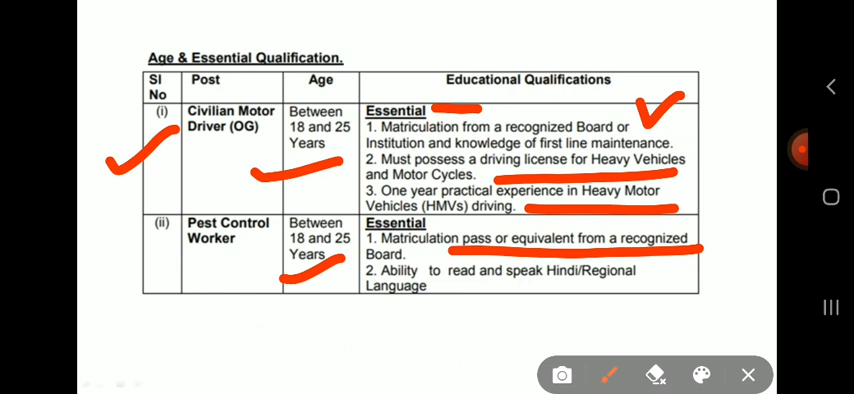 Age & Essential Qualification.
Sl No Post Age Educational Qualifications
(i) Civilian Motor Driver (OG) Between 18 and 25 Years
Essential
1. Matriculation from a recognized Board or
Institution and knowledge of first line maintenance.
2. Must possess a driving license for Heavy Vehicles
and Motor Cycles.
3. One year practical experience in Heavy Motor
Vehicles (HMVs) driving.
(ii) Pest Control Worker Between 18 and 25 Years
Essential
1. Matriculation pass or equivalent from a recognized
Board.
2. Ability to read and speak Hindi/Regional
Language